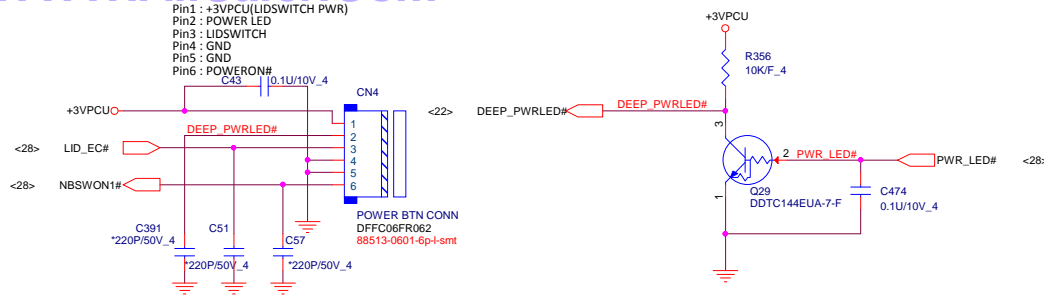 Pin1 : +3VPCU(LIDSWITCH PWR)
Pin2 : POWER LED
Pin3 : LIDSWITCH
Pin4 : GND
Pin5 : GND
Pin6 : POWERON#
C43 0.1U/10V_4
CN4
+3VPCU
DEEP_PWRLED#
<28> LID_EC#
<28> NBSWON1#
1
2
3
4
5
6
POWER BTN CONN
DFFC06FR062
88513-0601-6p-l-smt
C391
*220P/50V_4
C51
*220P/50V_4
C57
*220P/50V_4
+3VPCU
R356
10K/F_4
<22> DEEP_PWRLED# DEEP_PWRLED#
3
2 PWR_LED# PWR_LED# <28>
1
Q29
DDTC144EUA-7-F
C474
0.1U/10V_4